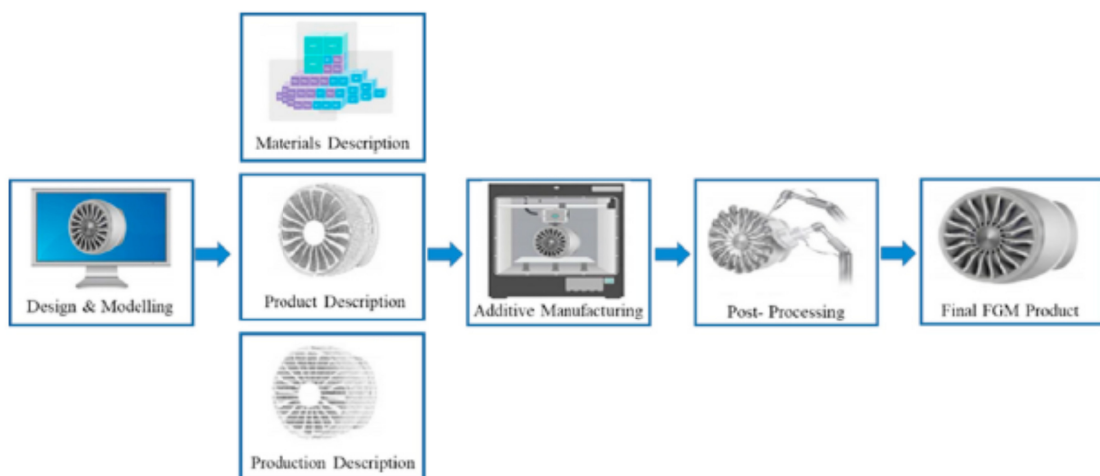 Materials Description
Design & Modelling
Product Description
Additive Manufacturing
Post- Processing
Final FGM Product
Production Description